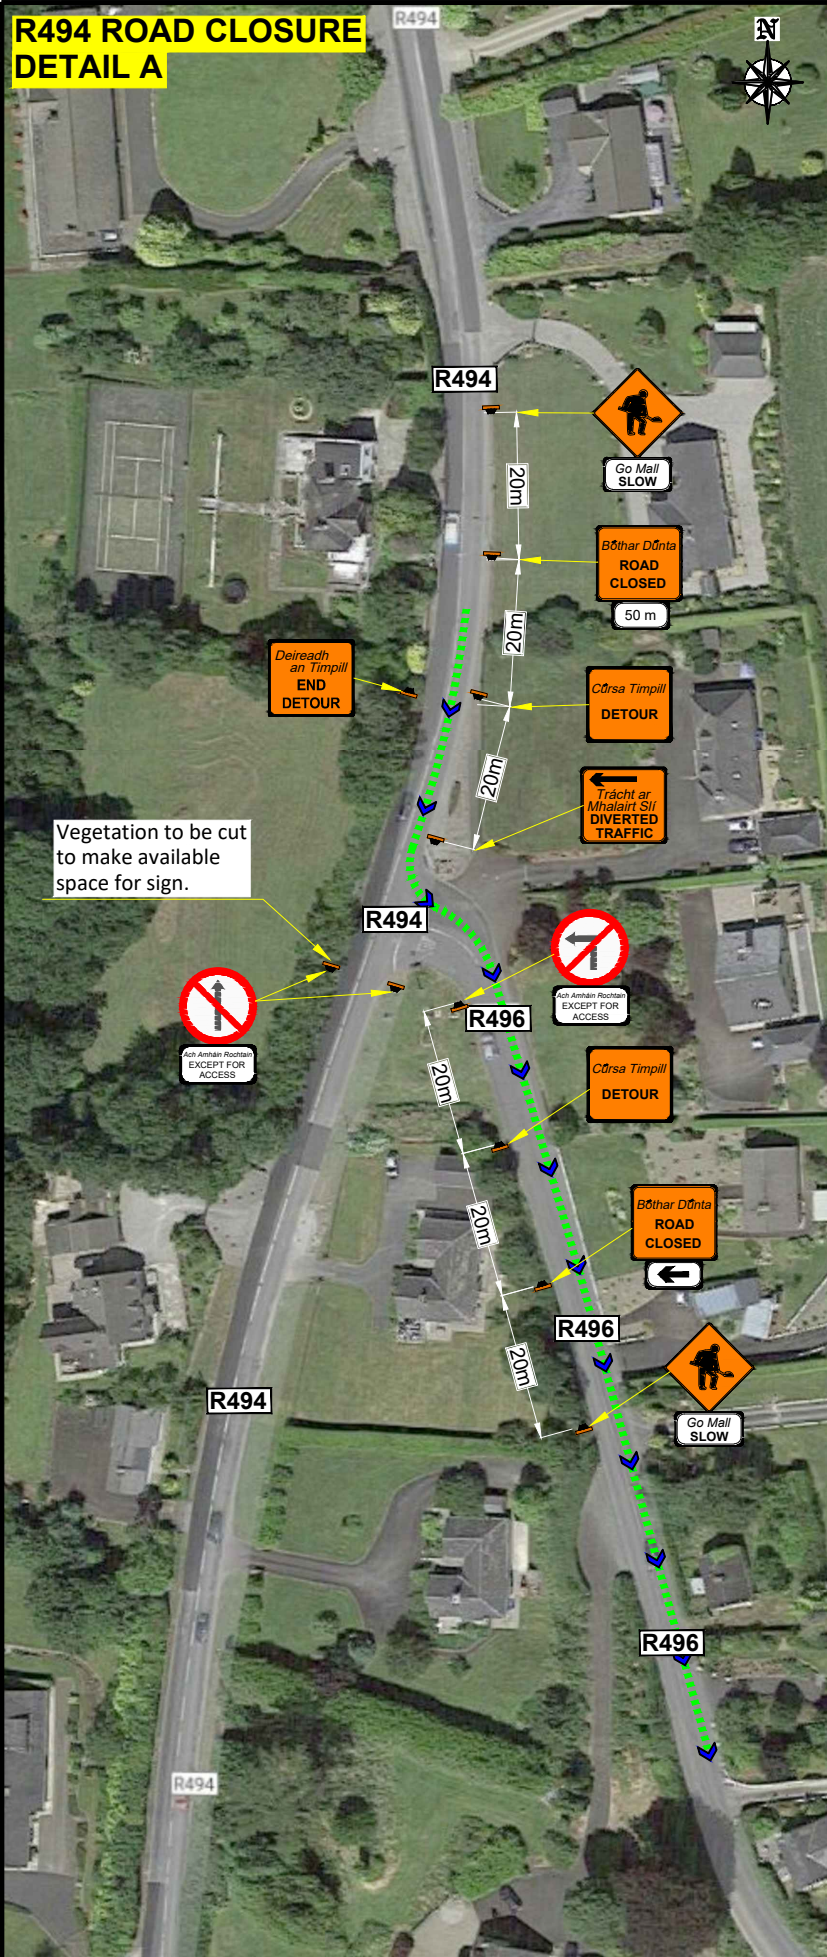 R494 ROAD CLOSURE
DETAIL A
R494
N
R494
20m
Go Mall
SLOW
Bóthar Dúnta
ROAD
CLOSED
50 m
20m
Deireadh
an Timpill
END
DETOUR
Cúrsa Timpill
DETOUR
20m
Trácht ar
Mhalairt Slí
DIVERTED
TRAFFIC
Vegetation to be cut
to make available
space for sign.
R494
Ach Amháin Rochtain
EXCEPT FOR
ACCESS
Ach Amháin Rochtain
EXCEPT FOR
ACCESS
R496
20m
Cúrsa Timpill
DETOUR
20m
Bóthar Dúnta
ROAD
CLOSED
R496
20m
R494
Go Mall
SLOW
R496
R494